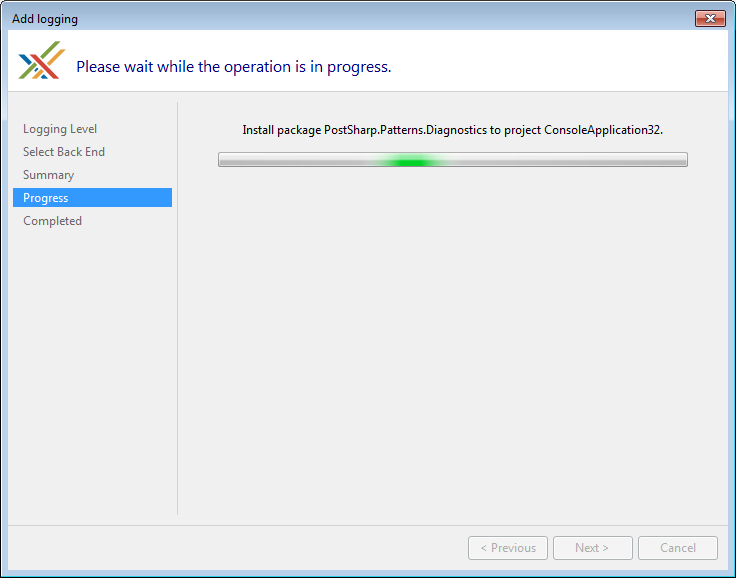 Add logging
Please wait while the operation is in progress.
Logging Level
Select Back End
Summary
Progress
Completed
Install package PostSharp.Patterns.Diagnostics to project ConsoleApplication32.
< Previous
Next >
Cancel